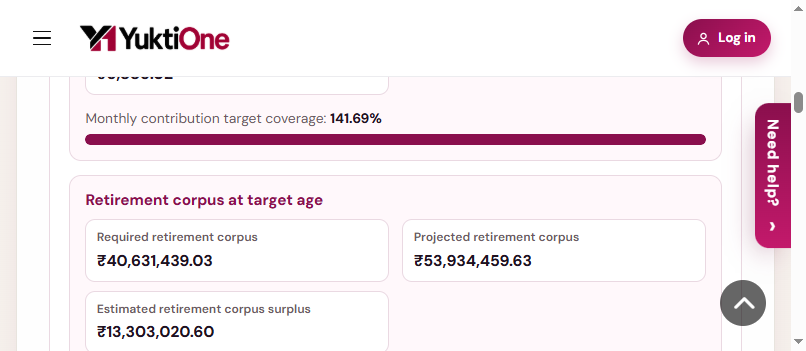 YuktiOne
Log in
Monthly contribution target coverage: 141.69%
Need help? ›
Retirement corpus at target age
Required retirement corpus
₹40,631,439.03
Projected retirement corpus
₹53,934,459.63
Estimated retirement corpus surplus
₹13,303,020.60